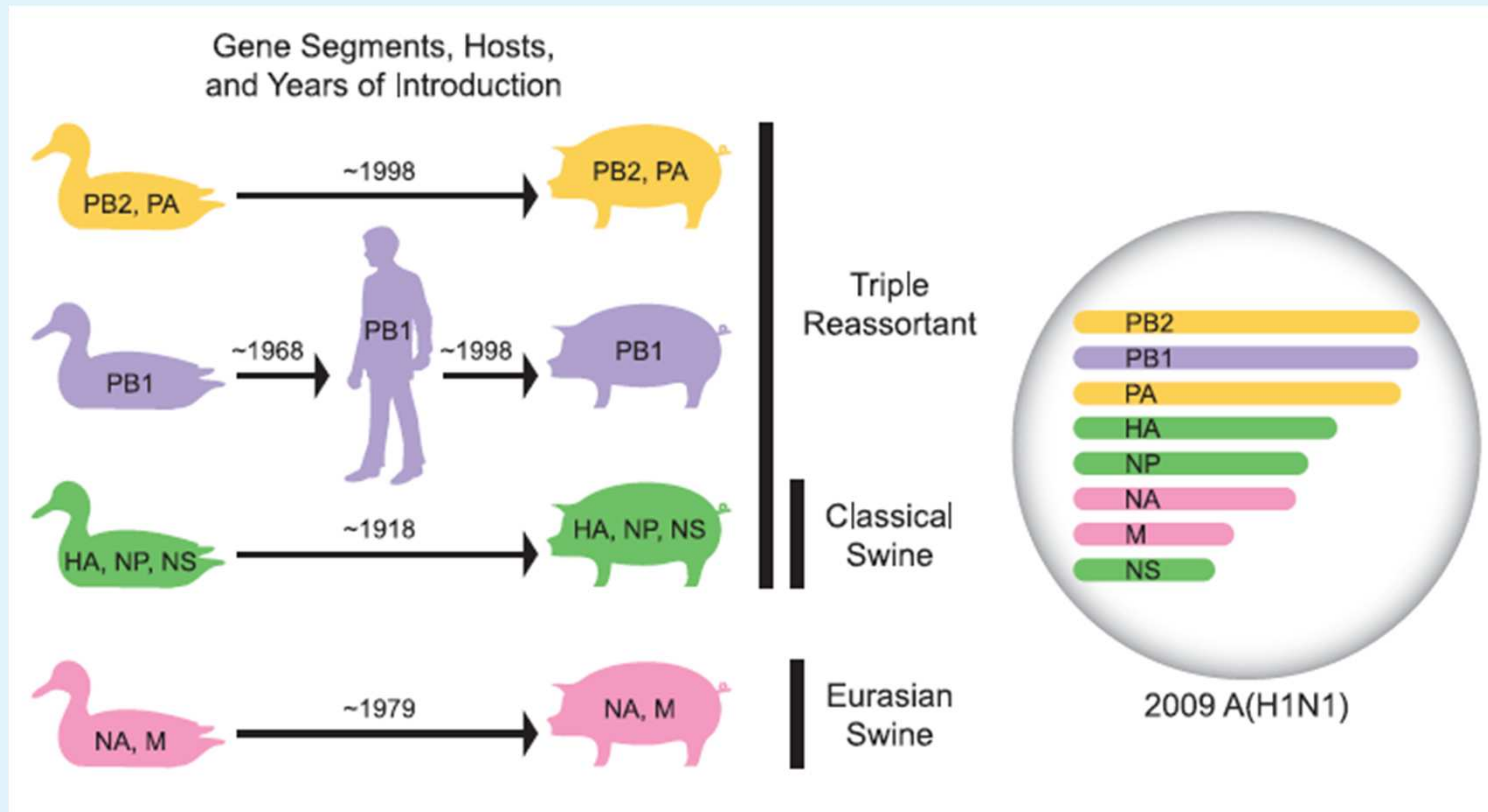 Gene Segments, Hosts,
and Years of Introduction
PB2, PA
~1998
PB2, PA
PB1
~1968
PB1
~1998
PB1
HA, NP, NS
~1918
HA, NP, NS
NA, M
~1979
NA, M
Triple
Reassortant
Classical
Swine
Eurasian
Swine
PB2
PB1
PA
HA
NP
NA
M
NS
2009 A(H1N1)